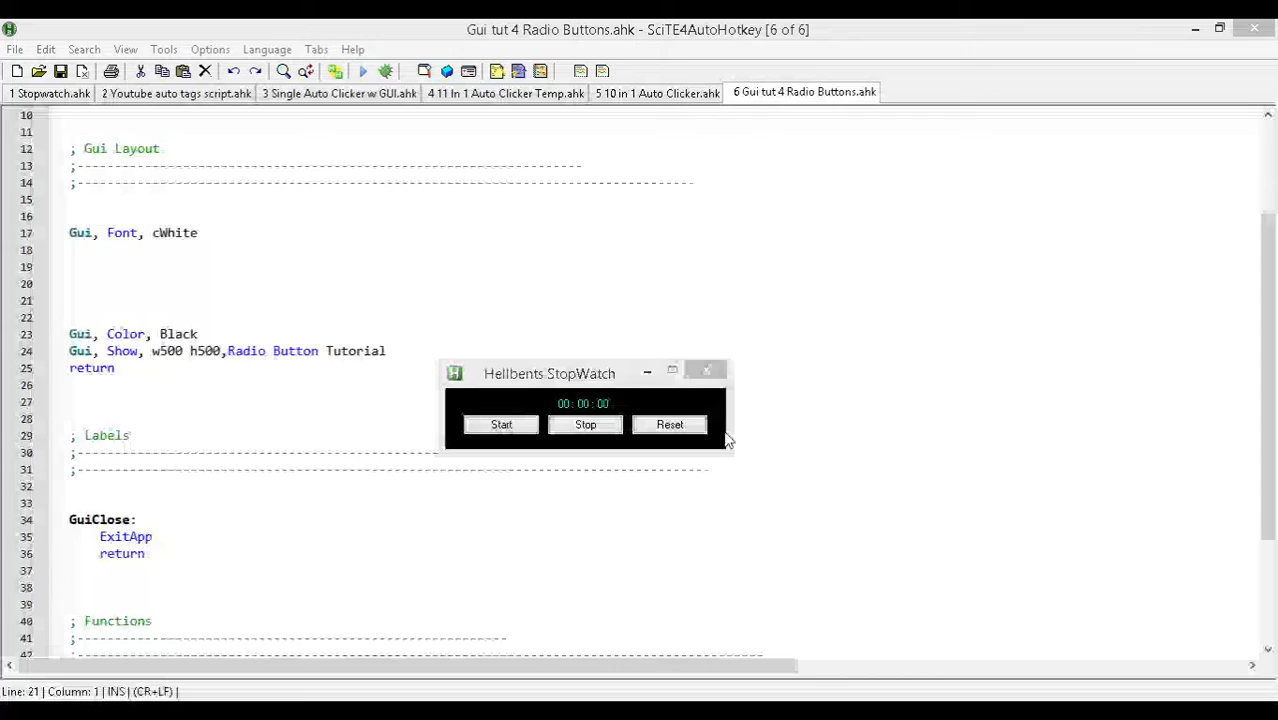 Gui tut 4 Radio Buttons.ahk - SciTE4AutoHotkey [6 of 6]
File Edit Search View Tools Options Language Tabs Help
1 Stopwatch.ahk 2 Youtube auto tags script.ahk 3 Single Auto Clicker w GUI.ahk 4 11 In 1 Auto Clicker Temp.ahk 5 10 in 1 Auto Clicker.ahk 6 Gui tut 4 Radio Buttons.ahk
10
11
12 ; Gui Layout
13 ;------------------------------------------------------------------
14 ;--------------------------------------------------------------------------------
15
16
17 Gui, Font, cWhite
18
19
20
21
22
23 Gui, Color, Black
24 Gui, Show, w500 h500,Radio Button Tutorial
25 return
26
27
28
29 ; Labels
30 ;-----------------------------------------------
31 ;----------------------------------------------------------------------------------
32
33
34 GuiClose:
35 ExitApp
36 return
37
38
39
40 ; Functions
41 ;--------------------------------------------------------
42 ;-----------------------------------------------------------------------------------------
Hellbents StopWatch
00:00:00
Start Stop Reset
Line: 21 | Column: 1 | INS | (CR+LF) |